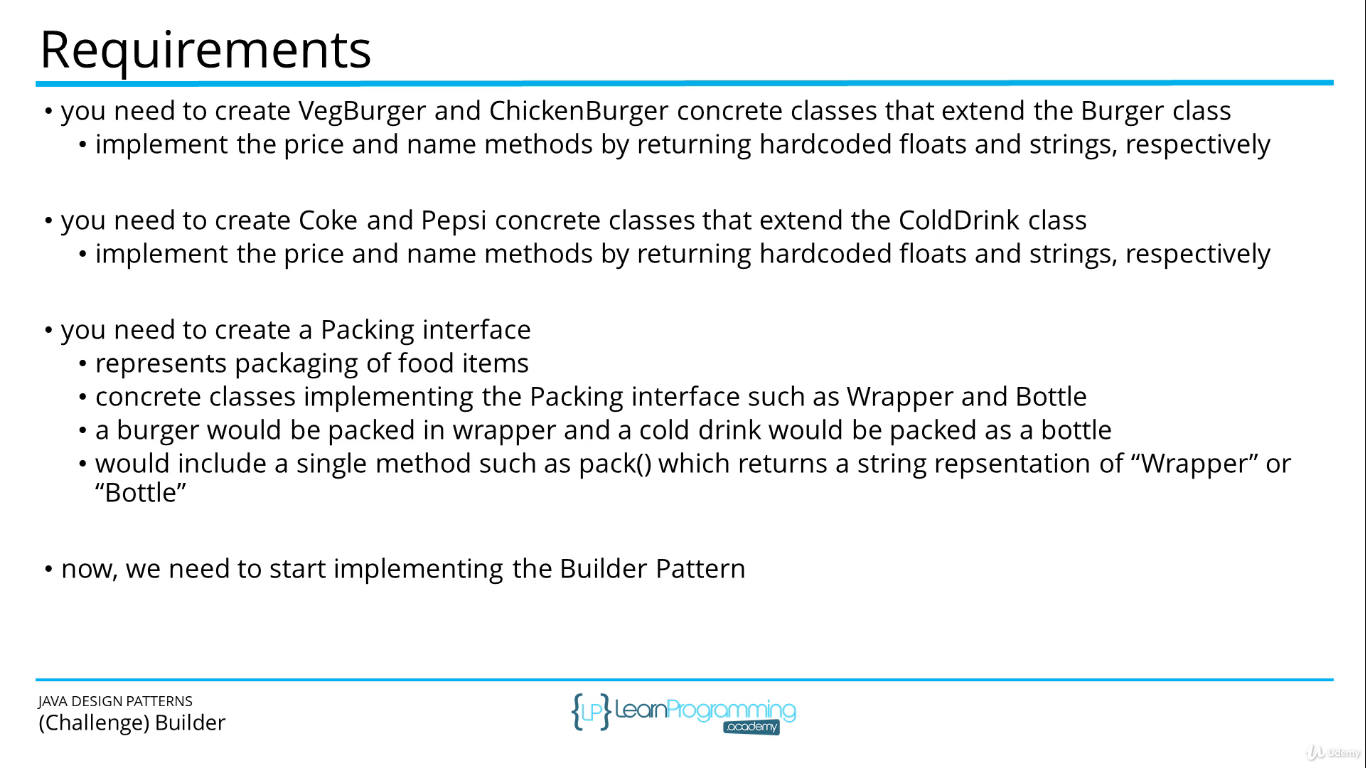 Requirements
• you need to create VegBurger and ChickenBurger concrete classes that extend the Burger class
• implement the price and name methods by returning hardcoded floats and strings, respectively
• you need to create Coke and Pepsi concrete classes that extend the ColdDrink class
• implement the price and name methods by returning hardcoded floats and strings, respectively
• you need to create a Packing interface
• represents packaging of food items
• concrete classes implementing the Packing interface such as Wrapper and Bottle
• a burger would be packed in wrapper and a cold drink would be packed as a bottle
• would include a single method such as pack() which returns a string repsentation of “Wrapper” or
“Bottle”
• now, we need to start implementing the Builder Pattern
JAVA DESIGN PATTERNS
(Challenge) Builder
{LP} LearnProgramming
.academy
Udemy